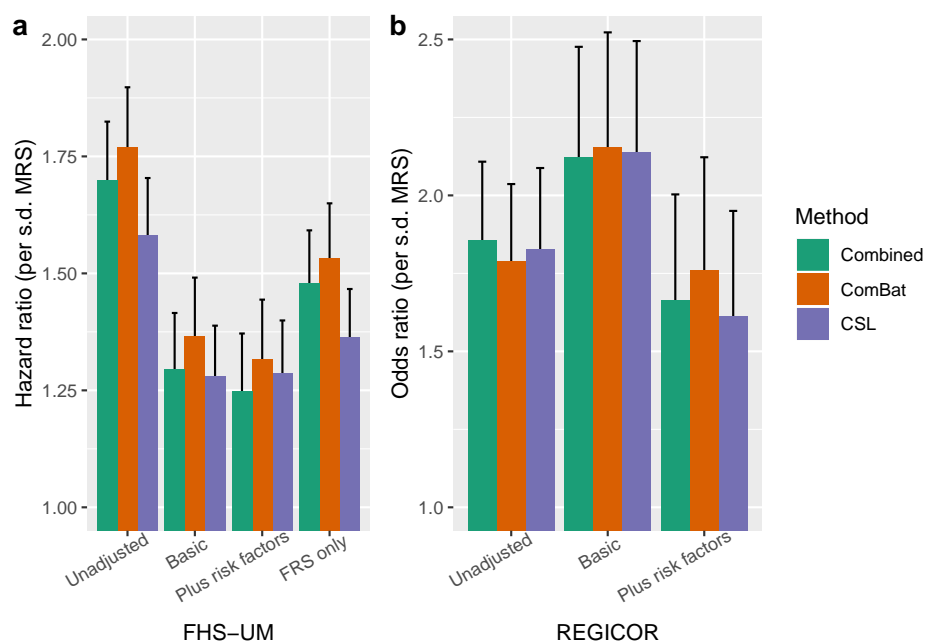 a
b
2.00
1.75
1.50
1.25
1.00
Hazard ratio (per s.d. MRS)
Unadjusted
Basic
Plus risk factors
FRS only
FHS−UM
2.5
2.0
1.5
1.0
Odds ratio (per s.d. MRS)
Unadjusted
Basic
Plus risk factors
REGICOR
Method
Combined
ComBat
CSL